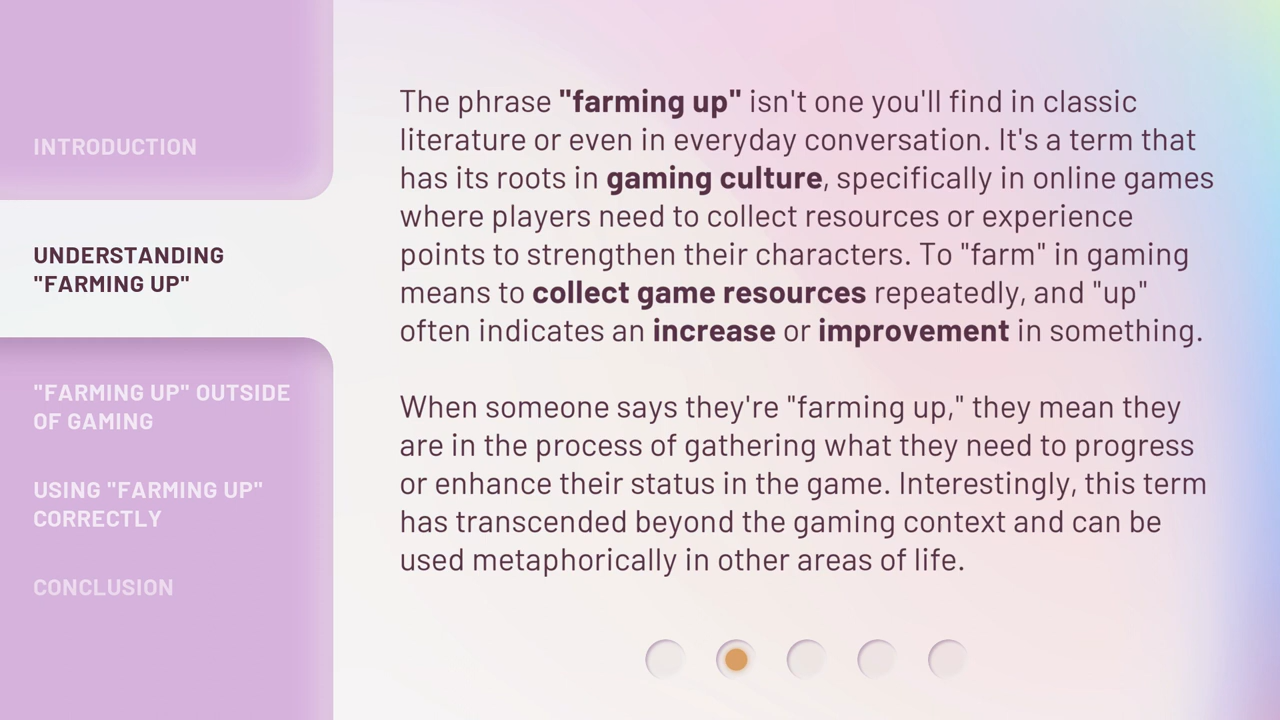 INTRODUCTION
UNDERSTANDING
"FARMING UP"
"FARMING UP" OUTSIDE
OF GAMING
USING "FARMING UP"
CORRECTLY
CONCLUSION
The phrase "farming up" isn't one you'll find in classic
literature or even in everyday conversation. It's a term that
has its roots in gaming culture, specifically in online games
where players need to collect resources or experience
points to strengthen their characters. To "farm" in gaming
means to collect game resources repeatedly, and "up"
often indicates an increase or improvement in something.
When someone says they're "farming up," they mean they
are in the process of gathering what they need to progress
or enhance their status in the game. Interestingly, this term
has transcended beyond the gaming context and can be
used metaphorically in other areas of life.